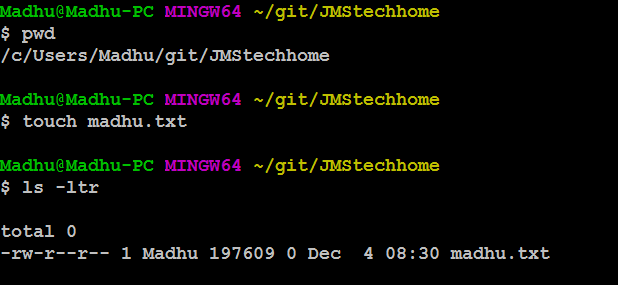 Madhu@Madhu-PC MINGW64 ~/git/JMStechhome
$ pwd
/c/Users/Madhu/git/JMStechhome
Madhu@Madhu-PC MINGW64 ~/git/JMStechhome
$ touch madhu.txt
Madhu@Madhu-PC MINGW64 ~/git/JMStechhome
$ ls -ltr
total 0
-rw-r--r-- 1 Madhu 197609 0 Dec  4 08:30 madhu.txt